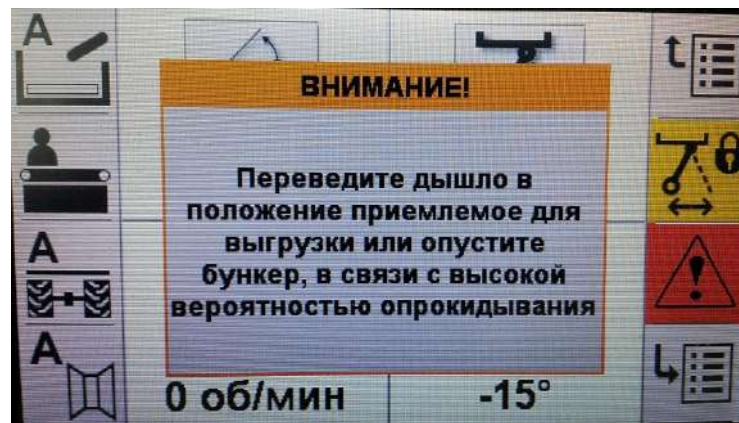 A
ВНИМАНИЕ!
Переведите дышло в
положение приемлемое для
выгрузки или опустите
бункер, в связи с высокой
вероятностью опрокидывания
A
A
0 об/мин
-15°